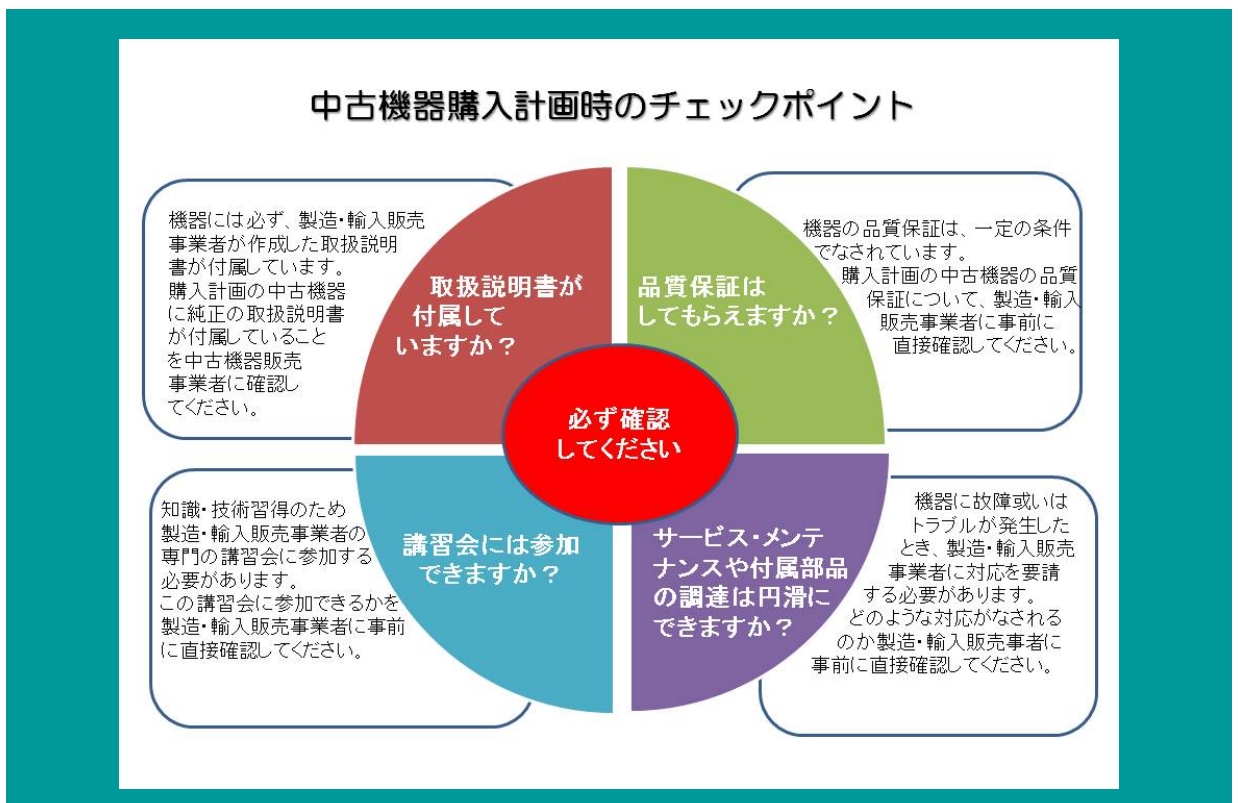 中古機器購入計画時のチェックポイント
機器には必ず、製造・輸入販売
事業者が作成した取扱説明
書が付属しています。
購入計画の中古機器
に純正の取扱説明書
が付属していること
を中古機器販売
事業者に確認し
てください。
取扱説明書が
付属して
いますか？
品質保証は
してもらえますか？
機器の品質保証は、一定の条件
でなされています。
購入計画の中古機器の品質
保証について、製造・輸入
販売事業者に事前に
直接確認してください。
必ず確認
してください
知識・技術習得のため
製造・輸入販売事業者の
専門の講習会に参加する
必要があります。
この講習会に参加できるかを
製造・輸入販売事業者に事前
に直接確認してください。
講習会には参加
できますか？
サービス・メンテ
ナンスや付属部品
の調達は円滑に
できますか？
機器に故障或いは
トラブルが発生した
とき、製造・輸入販売
事業者に対応を要請
する必要があります。
どのような対応がなされる
のか製造・輸入販売事者に
事前に直接確認してください。